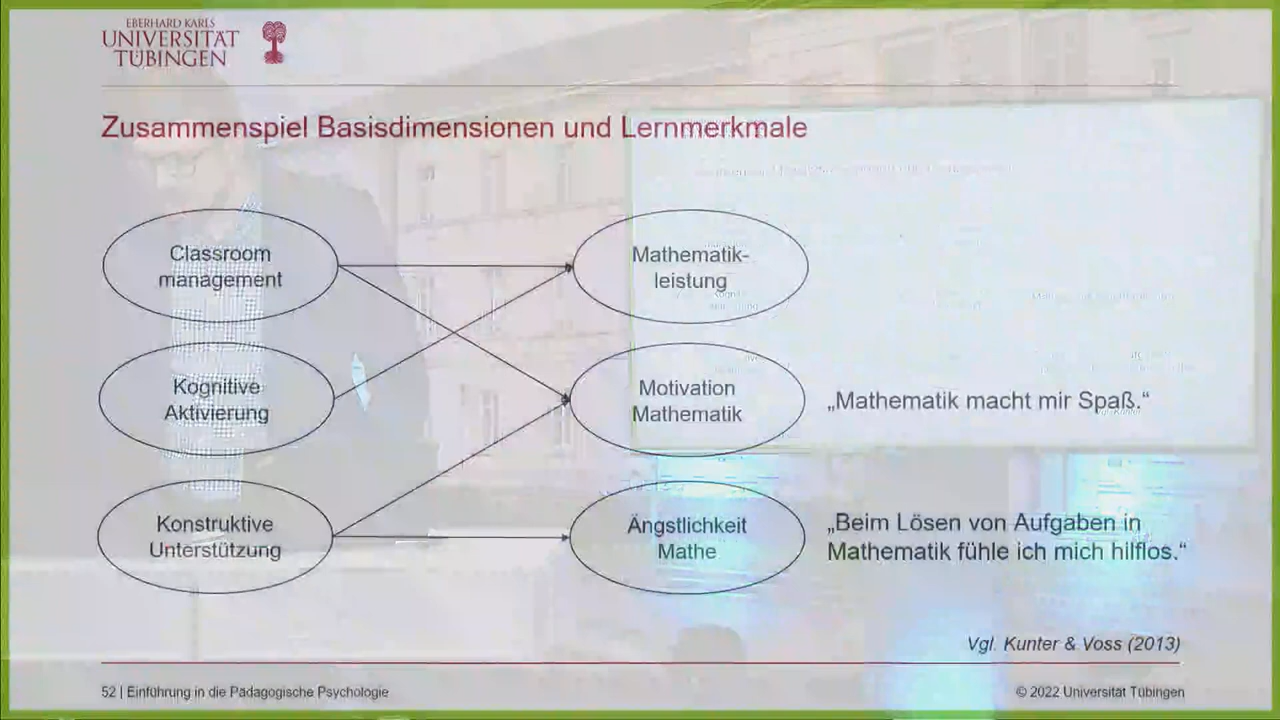 EBERHARD KARLS
UNIVERSITÄT
TÜBINGEN
Zusammenspiel Basisdimensionen und Lernmerkmale
Classroom
management
Mathematik-
leistung
Kognitive
Aktivierung
Motivation
Mathematik
„Mathematik macht mir Spaß.“
Konstruktive
Unterstützung
Ängstlichkeit
Mathe
„Beim Lösen von Aufgaben in
Mathematik fühle ich mich hilflos.“
Vgl. Kunter & Voss (2013)
52 | Einführung in die Pädagogische Psychologie
© 2022 Universität Tübingen